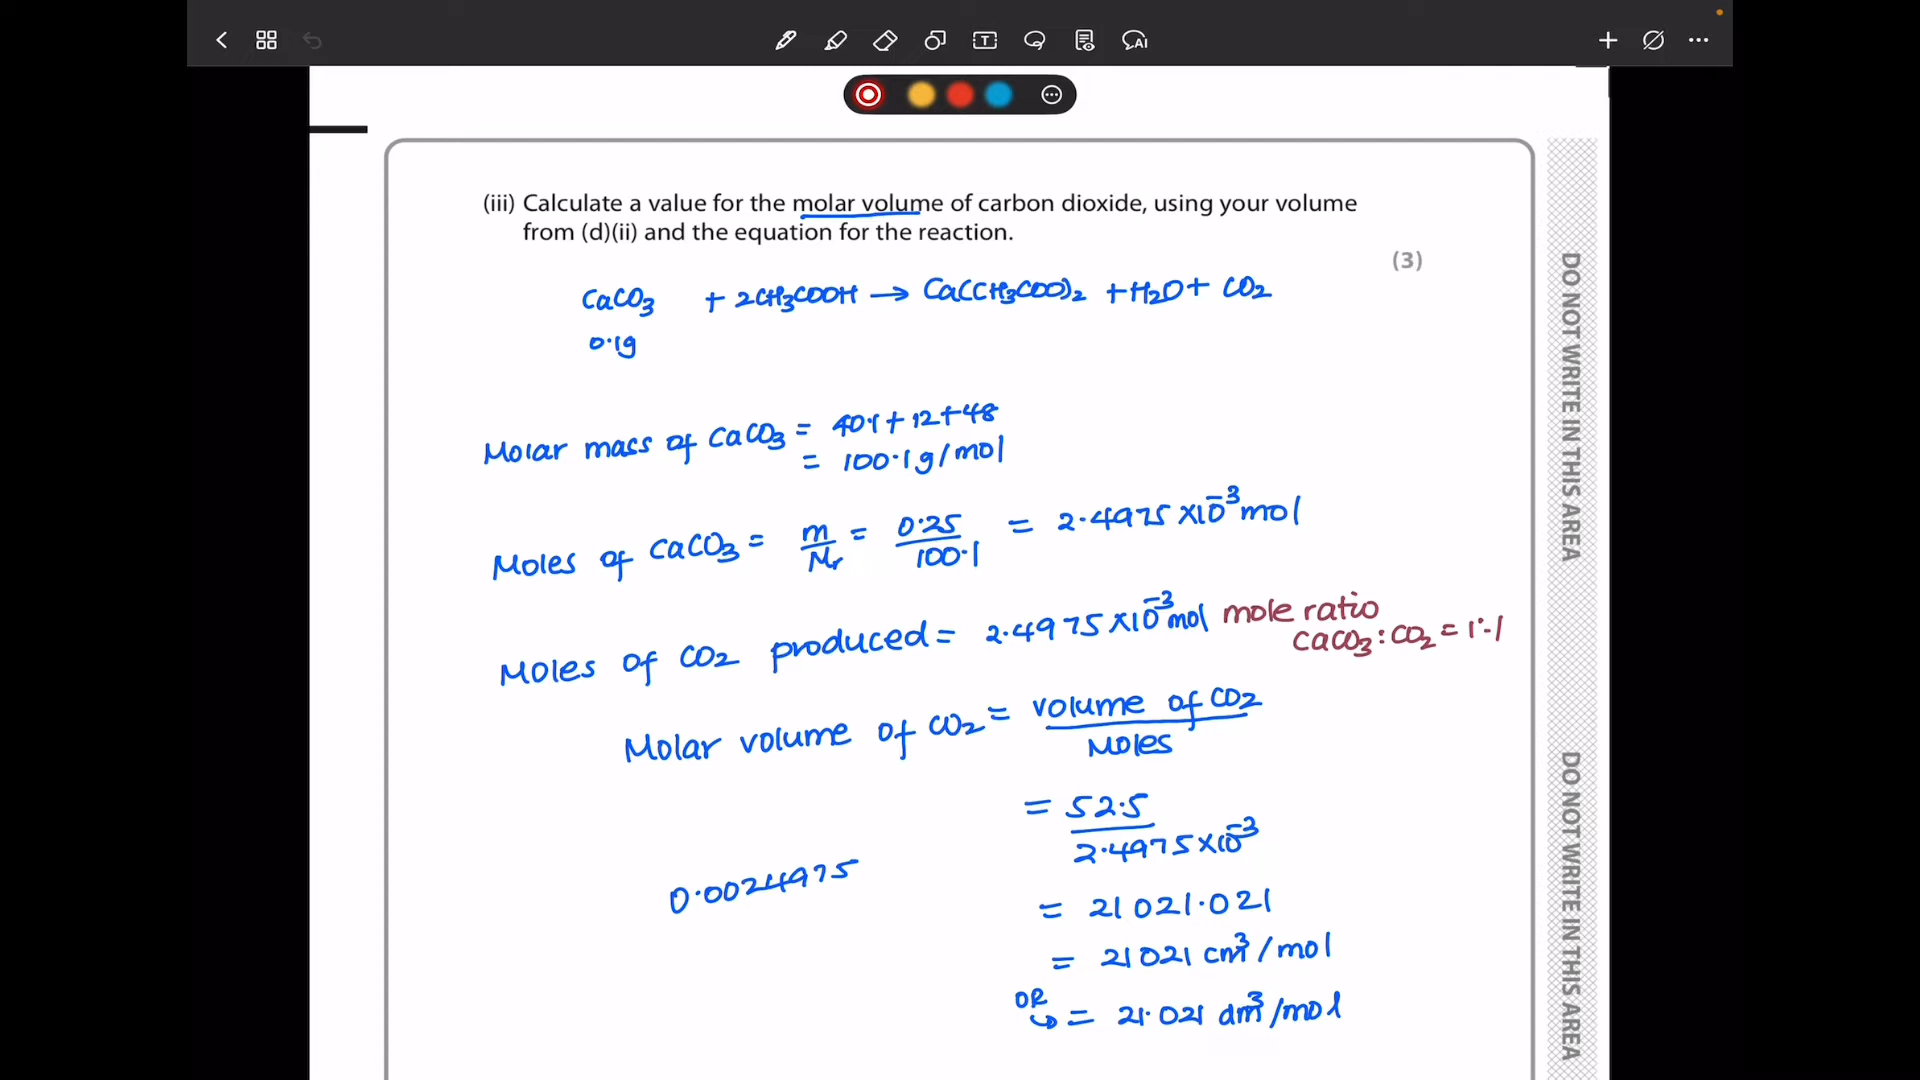 AI
T
(iii) Calculate a value for the molar volume of carbon dioxide, using your volume
from (d)(ii) and the equation for the reaction.
(3)
CaCO3 + 2CH3COOH → Ca(CH3COO)2 + H2O + CO2
0.1g
Molar mass of CaCO3 = 40.1 + 12 + 48
= 100.1 g/mol
Moles of CaCO3 = m/Mr = 0.25/100.1 = 2.4975 ×10⁻³ mol
Moles of CO2 produced = 2.4975 ×10⁻³ mol mole ratio
CaCO3 : CO2 = 1:1
Molar volume of CO2 = volume of CO2 / Moles
= 52.5 / 2.4975 ×10⁻³
0.0024975
= 21021.021
= 21021 cm³/mol
OR
↪ = 21.021 dm³/mol
DO NOT WRITE IN THIS AREA
DO NOT WRITE IN THIS AREA